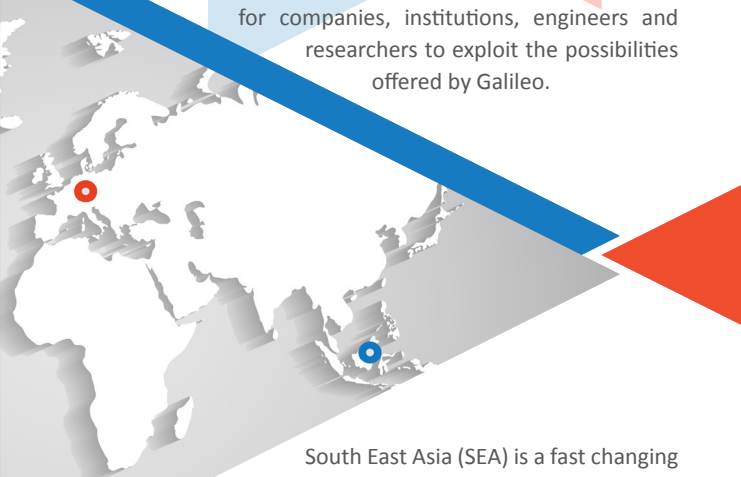 for companies, institutions, engineers and
researchers to exploit the possibilities
offered by Galileo.
South East Asia (SEA) is a fast changing